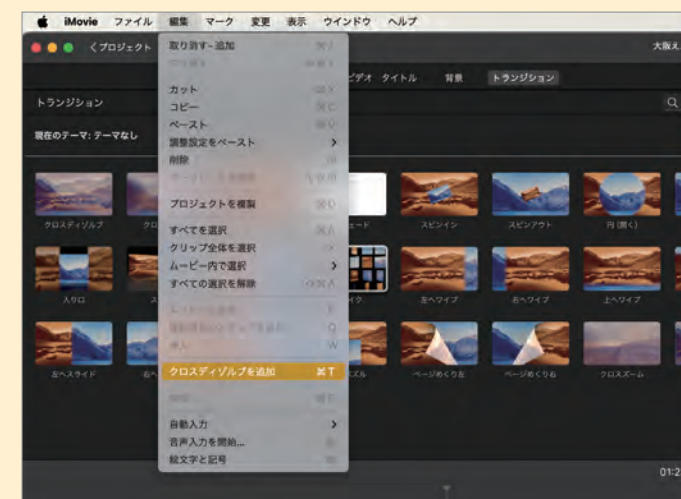 iMovie ファイル 編集 マーク 変更 表示 ウインドウ ヘルプ
プロジェクト
大阪え
ビデオ タイトル 背景 トランジション
トランジション
現在のテーマ: テーマなし
取り消す- 追加
カット
コピー
ペースト
調整設定をペースト
削除
プロジェクトを複製
すべてを選択
クリップ全体を選択
ムービー内で選択
すべての選択を解除
クロスディゾルブを追加 ⌘T
自動入力
音声入力を開始...
絵文字と記号
クロスディゾルブ
スピンイン スピンアウト 円 (開く)
入り口
左へワイプ 右へワイプ 上へワイプ
左へスライド
ページめくり左 ページめくり右 クロスズーム
01:2